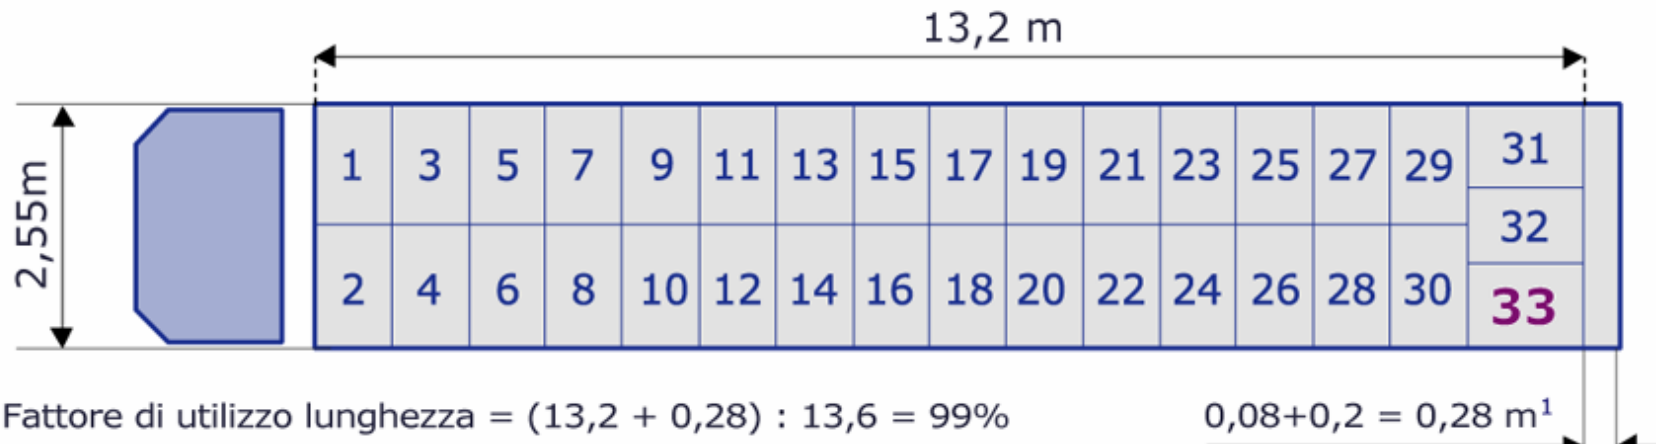 13,2 m
2,55m
1 3 5 7 9 11 13 15 17 19 21 23 25 27 29 31
32
2 4 6 8 10 12 14 16 18 20 22 24 26 28 30 33
Fattore di utilizzo lunghezza = (13,2 + 0,28) : 13,6 = 99%
0,08+0,2 = 0,28 m¹